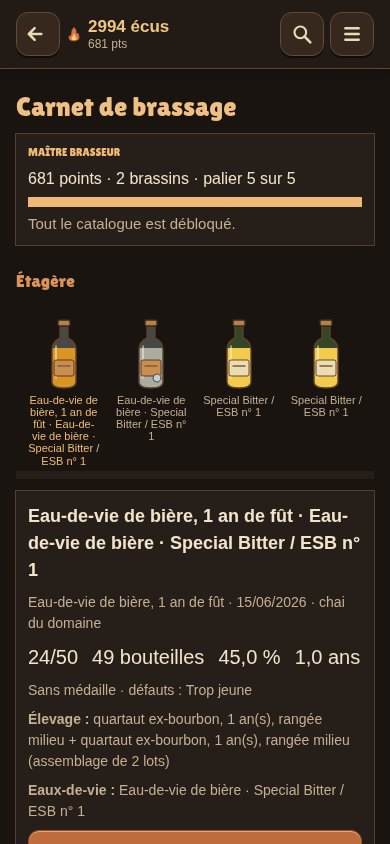 2994 écus
681 pts
Carnet de brassage
MAÎTRE BRASSEUR
681 points · 2 brassins · palier 5 sur 5
Tout le catalogue est débloqué.
Étagère
Eau-de-vie de
bière, 1 an de
fût · Eau-de-
vie de bière ·
Special Bitter /
ESB n° 1
Eau-de-vie de
bière · Special
Bitter / ESB n°
1
Special Bitter /
ESB n° 1
Special Bitter /
ESB n° 1
Eau-de-vie de bière, 1 an de fût · Eau-
de-vie de bière · Special Bitter / ESB n°
1
Eau-de-vie de bière, 1 an de fût · 15/06/2026 · chai
du domaine
24/50 49 bouteilles 45,0 % 1,0 ans
Sans médaille · défauts : Trop jeune
Élevage : quartaut ex-bourbon, 1 an(s), rangée
milieu + quartaut ex-bourbon, 1 an(s), rangée milieu
(assemblage de 2 lots)
Eaux-de-vie : Eau-de-vie de bière · Special Bitter /
ESB n° 1